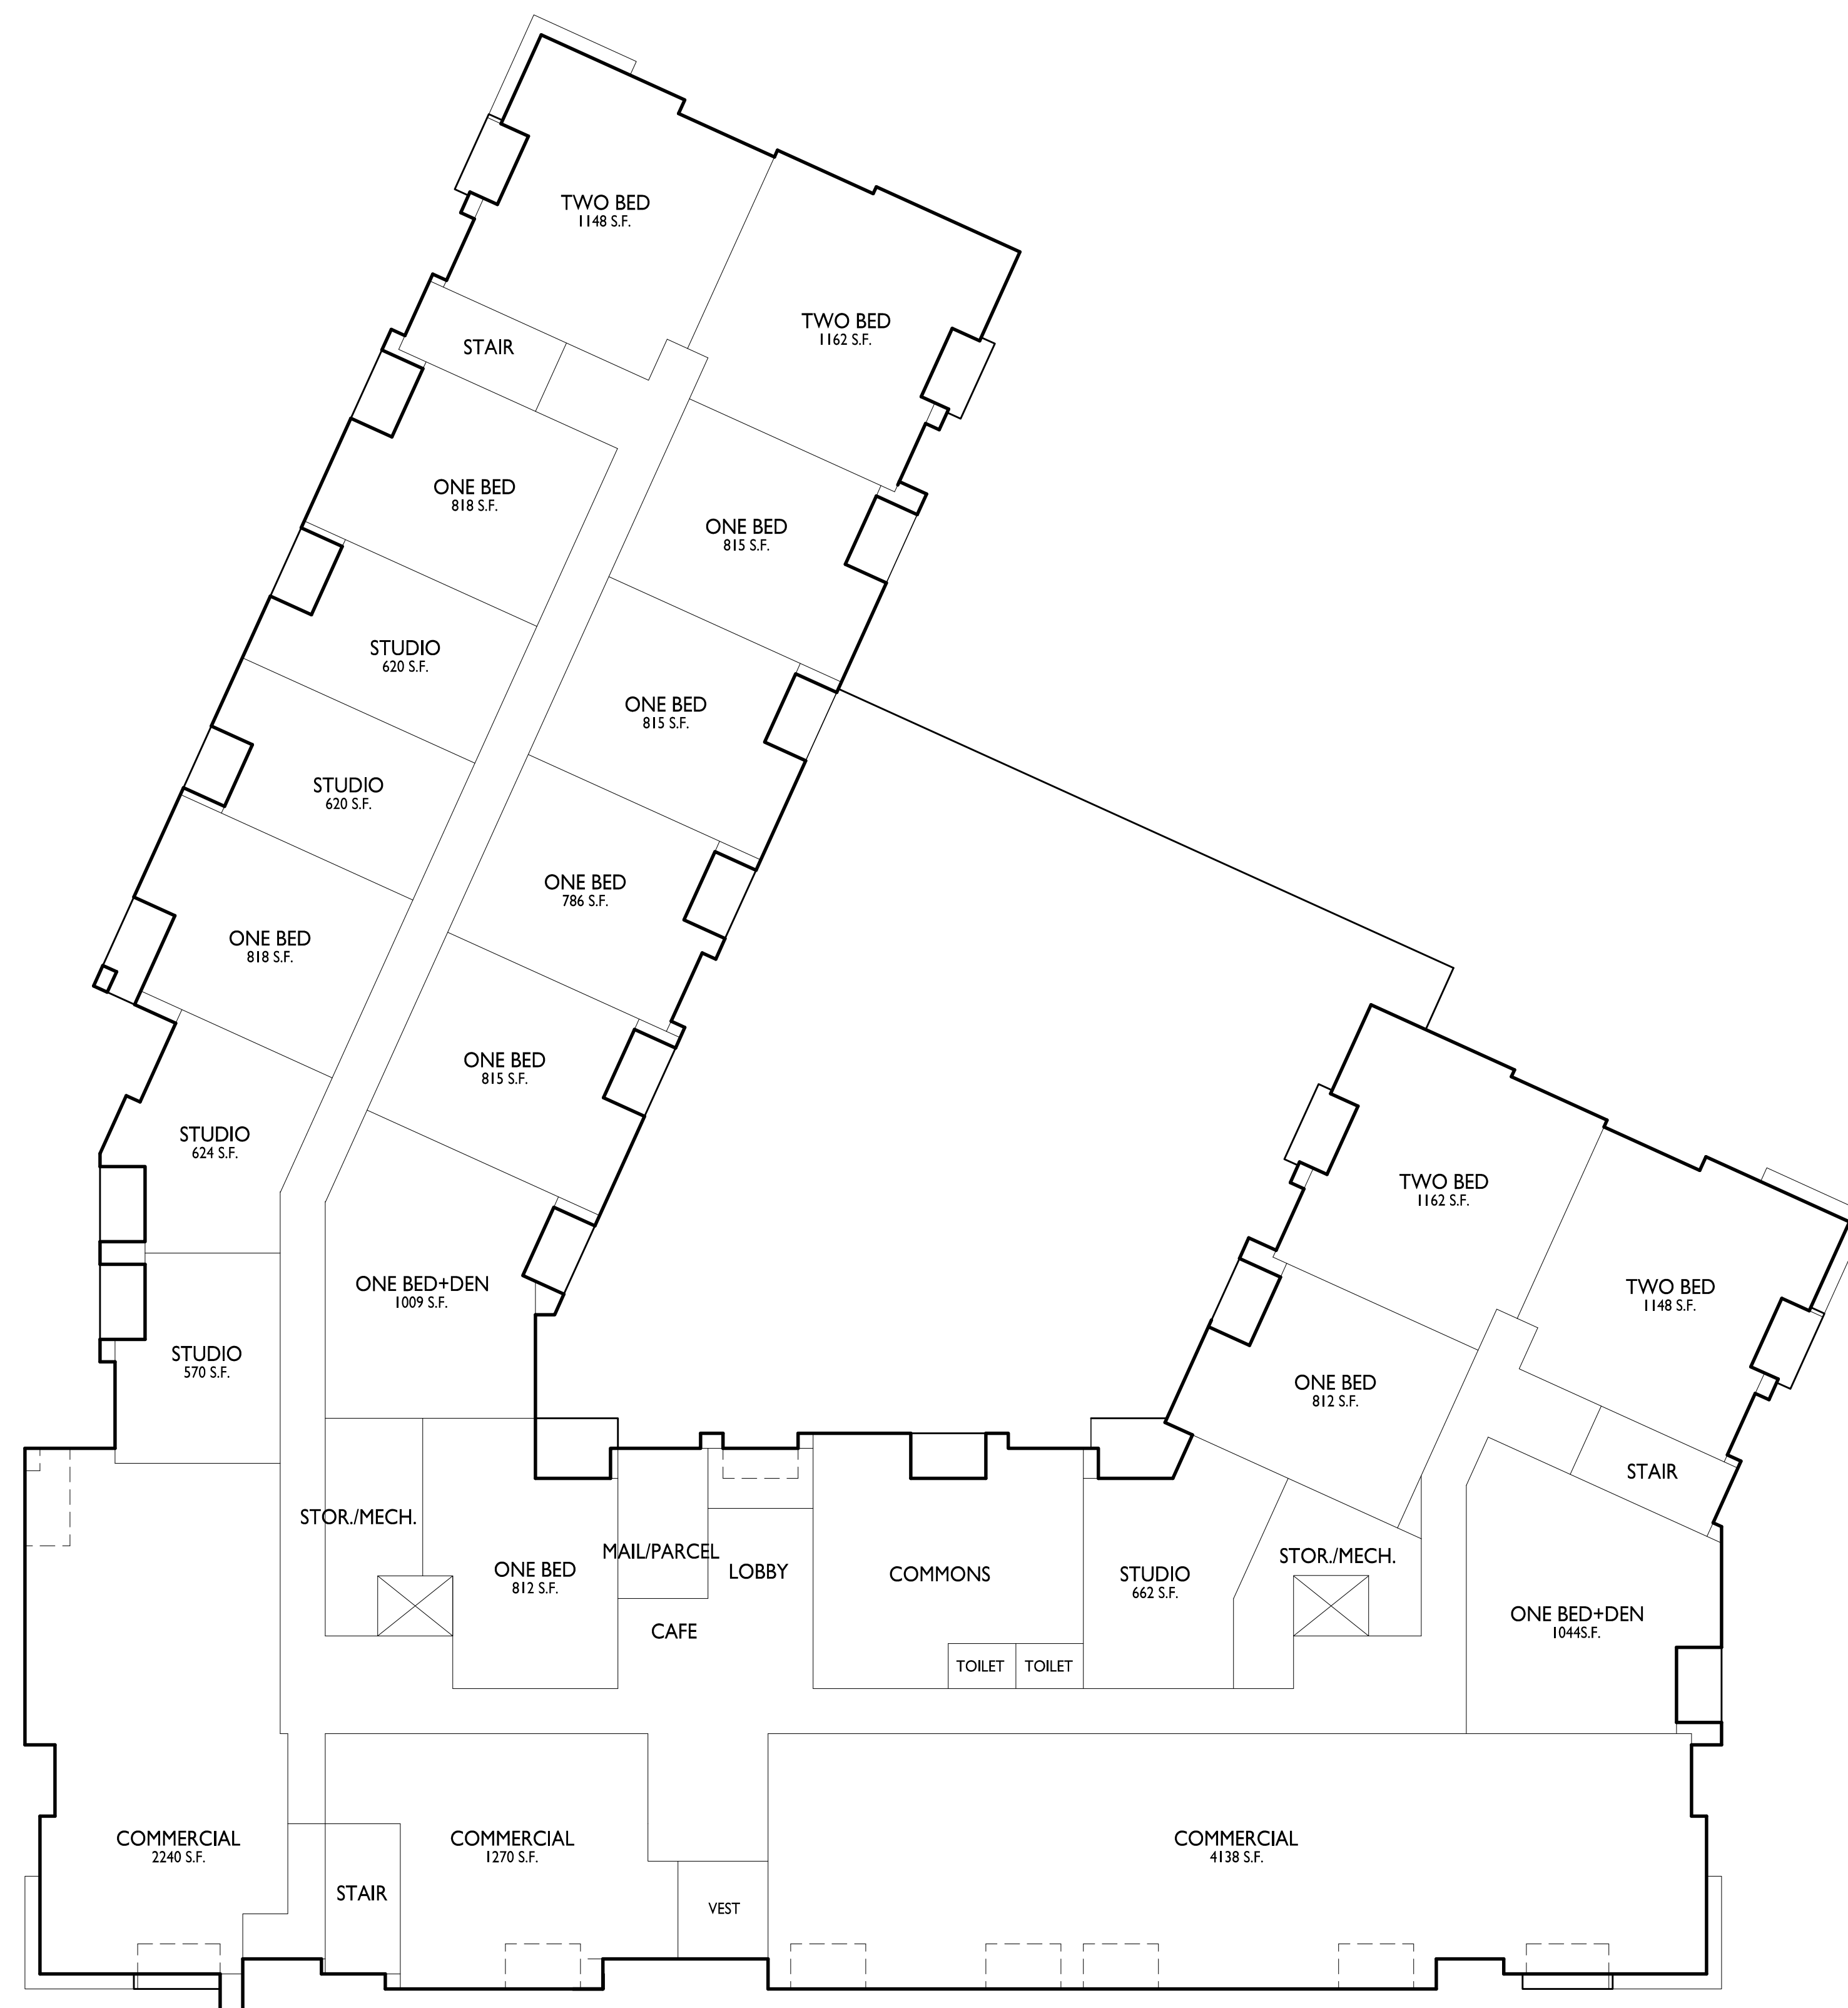 TWO BED
1148 S.F.
TWO BED
1162 S.F.
STAIR
ONE BED
818 S.F.
ONE BED
815 S.F.
STUDIO
620 S.F.
ONE BED
815 S.F.
STUDIO
620 S.F.
ONE BED
786 S.F.
ONE BED
818 S.F.
ONE BED
815 S.F.
STUDIO
624 S.F.
TWO BED
1162 S.F.
ONE BED+DEN
1009 S.F.
TWO BED
1148 S.F.
STUDIO
570 S.F.
ONE BED
812 S.F.
STAIR
STOR./MECH.
MAIL/PARCEL
STOR./MECH.
ONE BED
812 S.F.
LOBBY
COMMONS
STUDIO
662 S.F.
ONE BED+DEN
1044S.F.
CAFE
TOILET
TOILET
COMMERCIAL
2240 S.F.
COMMERCIAL
1270 S.F.
COMMERCIAL
4138 S.F.
STAIR
VEST